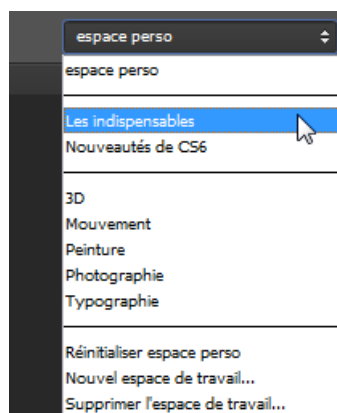 espace perso
espace perso
Les indispensables
Nouveautés de CS6
3D
Mouvement
Peinture
Photographie
Typographie
Réinitialiser espace perso
Nouvel espace de travail...
Supprimer l'espace de travail...